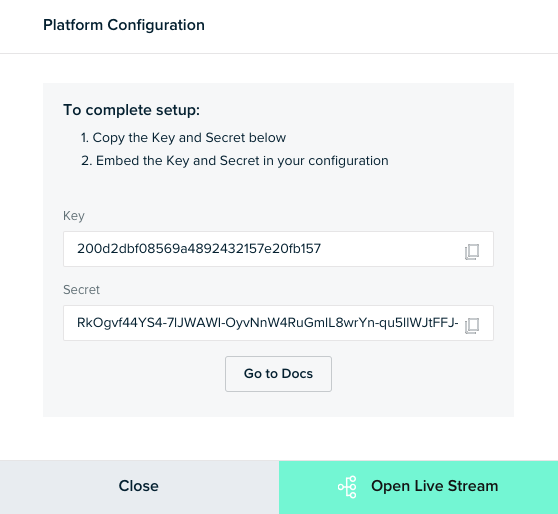 Platform Configuration
To complete setup:
1. Copy the Key and Secret below
2. Embed the Key and Secret in your configuration
Key
200d2dbf08569a4892432157e20fb157
Secret
RkOgvf44YS4-7lJWAWI-OyvNnW4RuGmlL8wrYn-qu5llWJtFFJ-
Go to Docs
Close
Open Live Stream